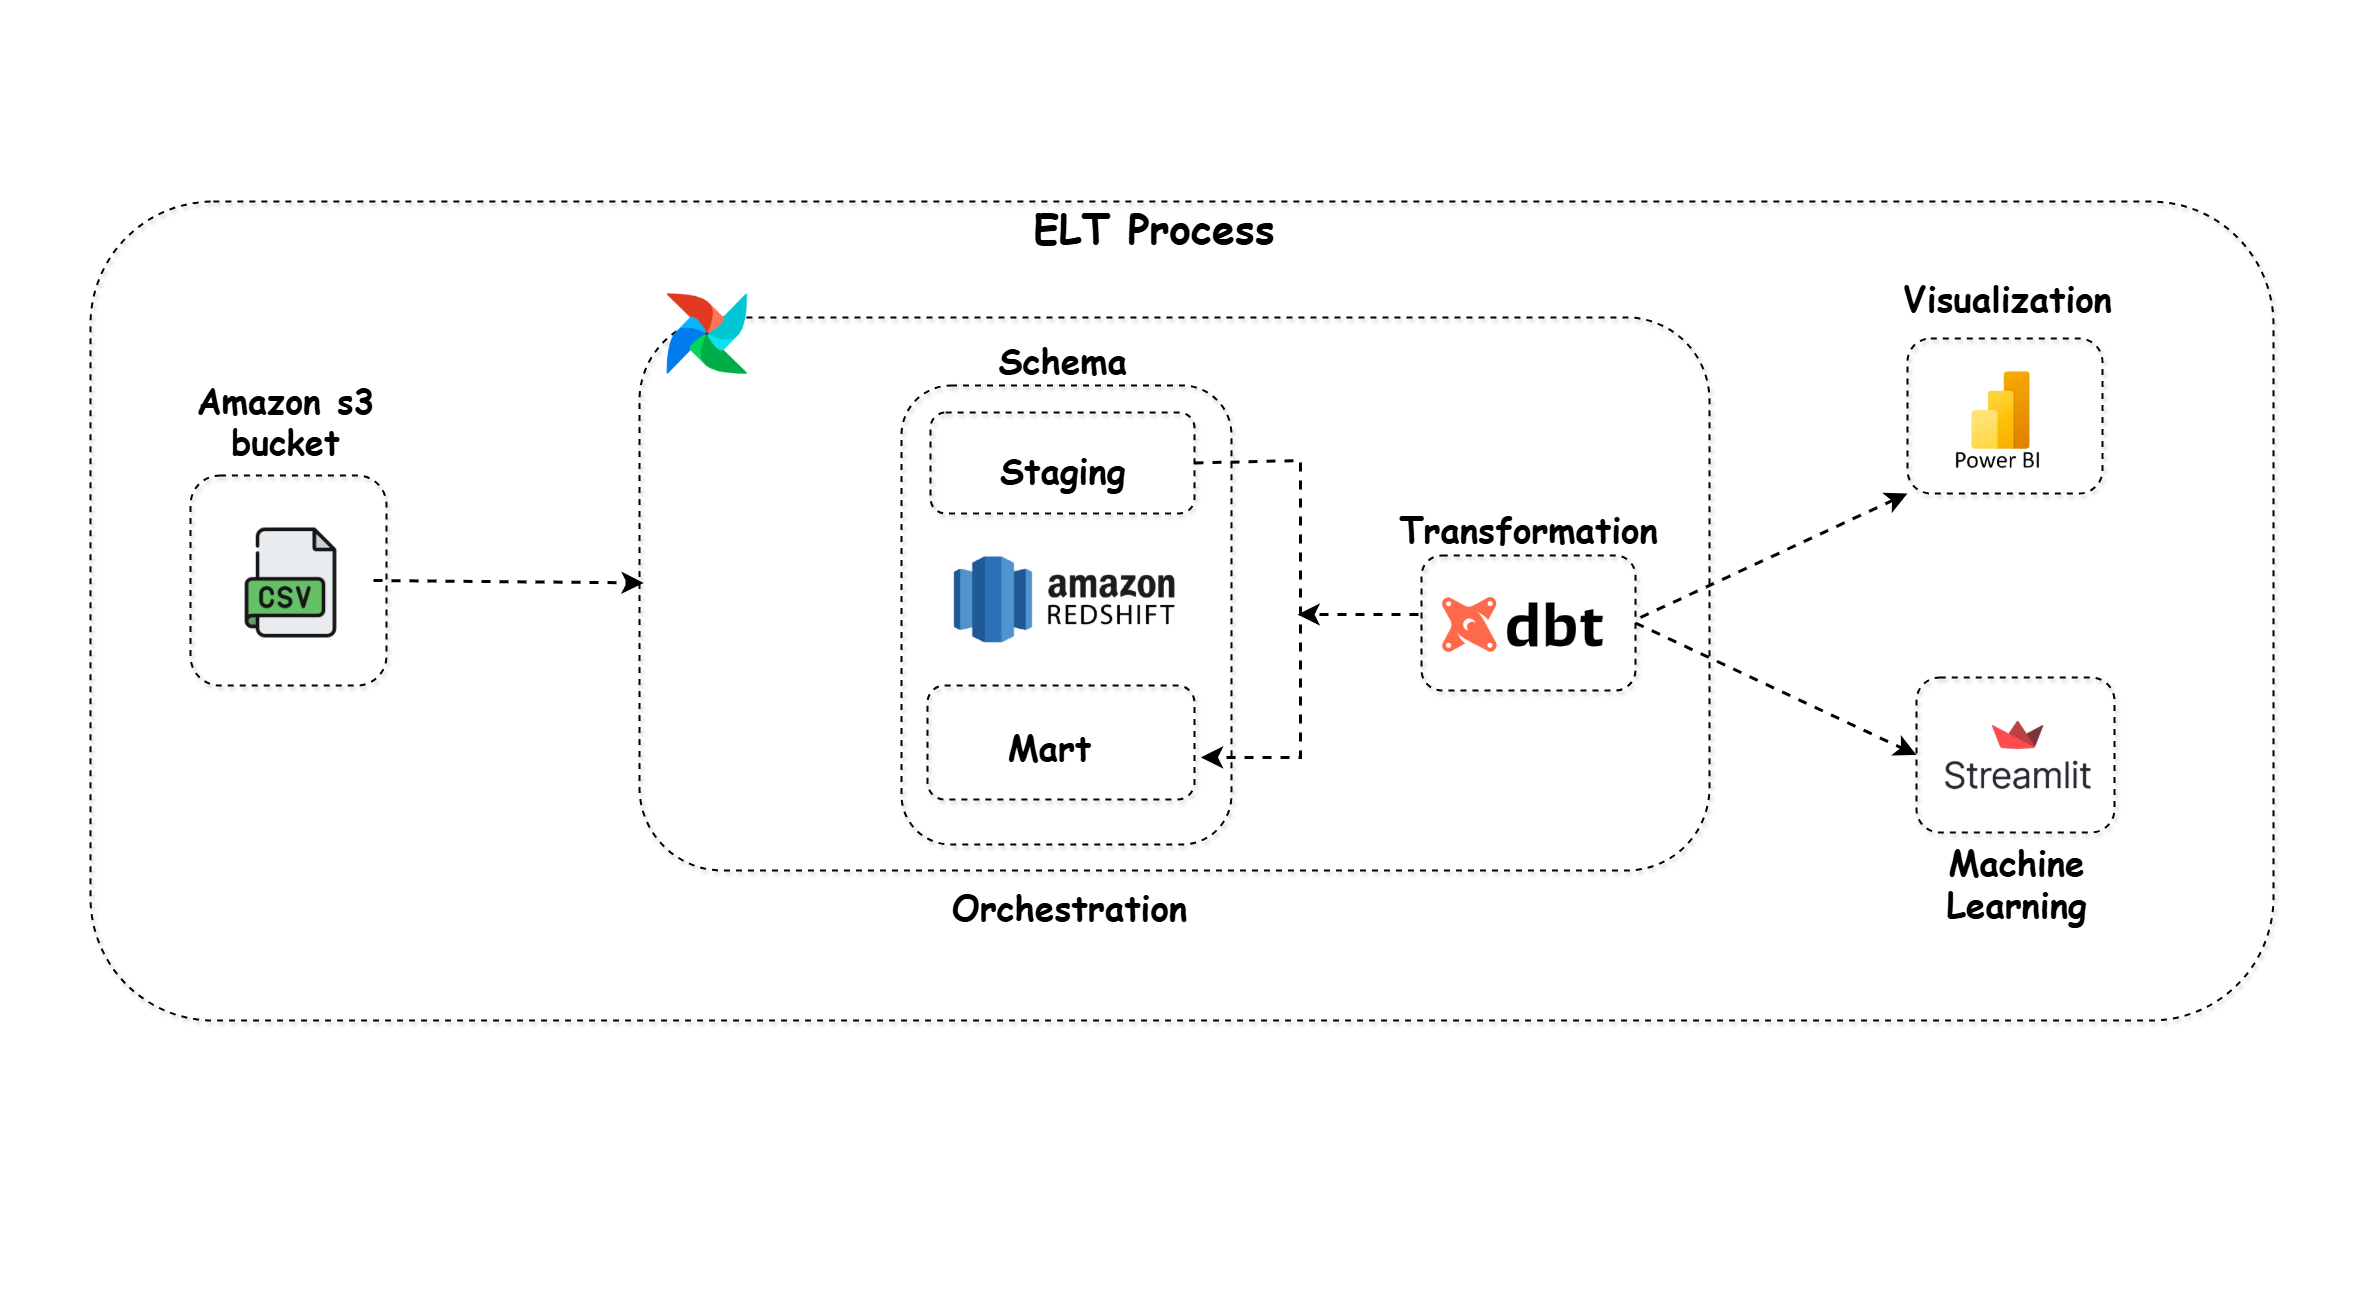 ELT Process
Visualization
Schema
Amazon s3
bucket
Staging
Power BI
Transformation
CSV
amazon
REDSHIFT
dbt
Mart
Streamlit
Machine
Learning
Orchestration